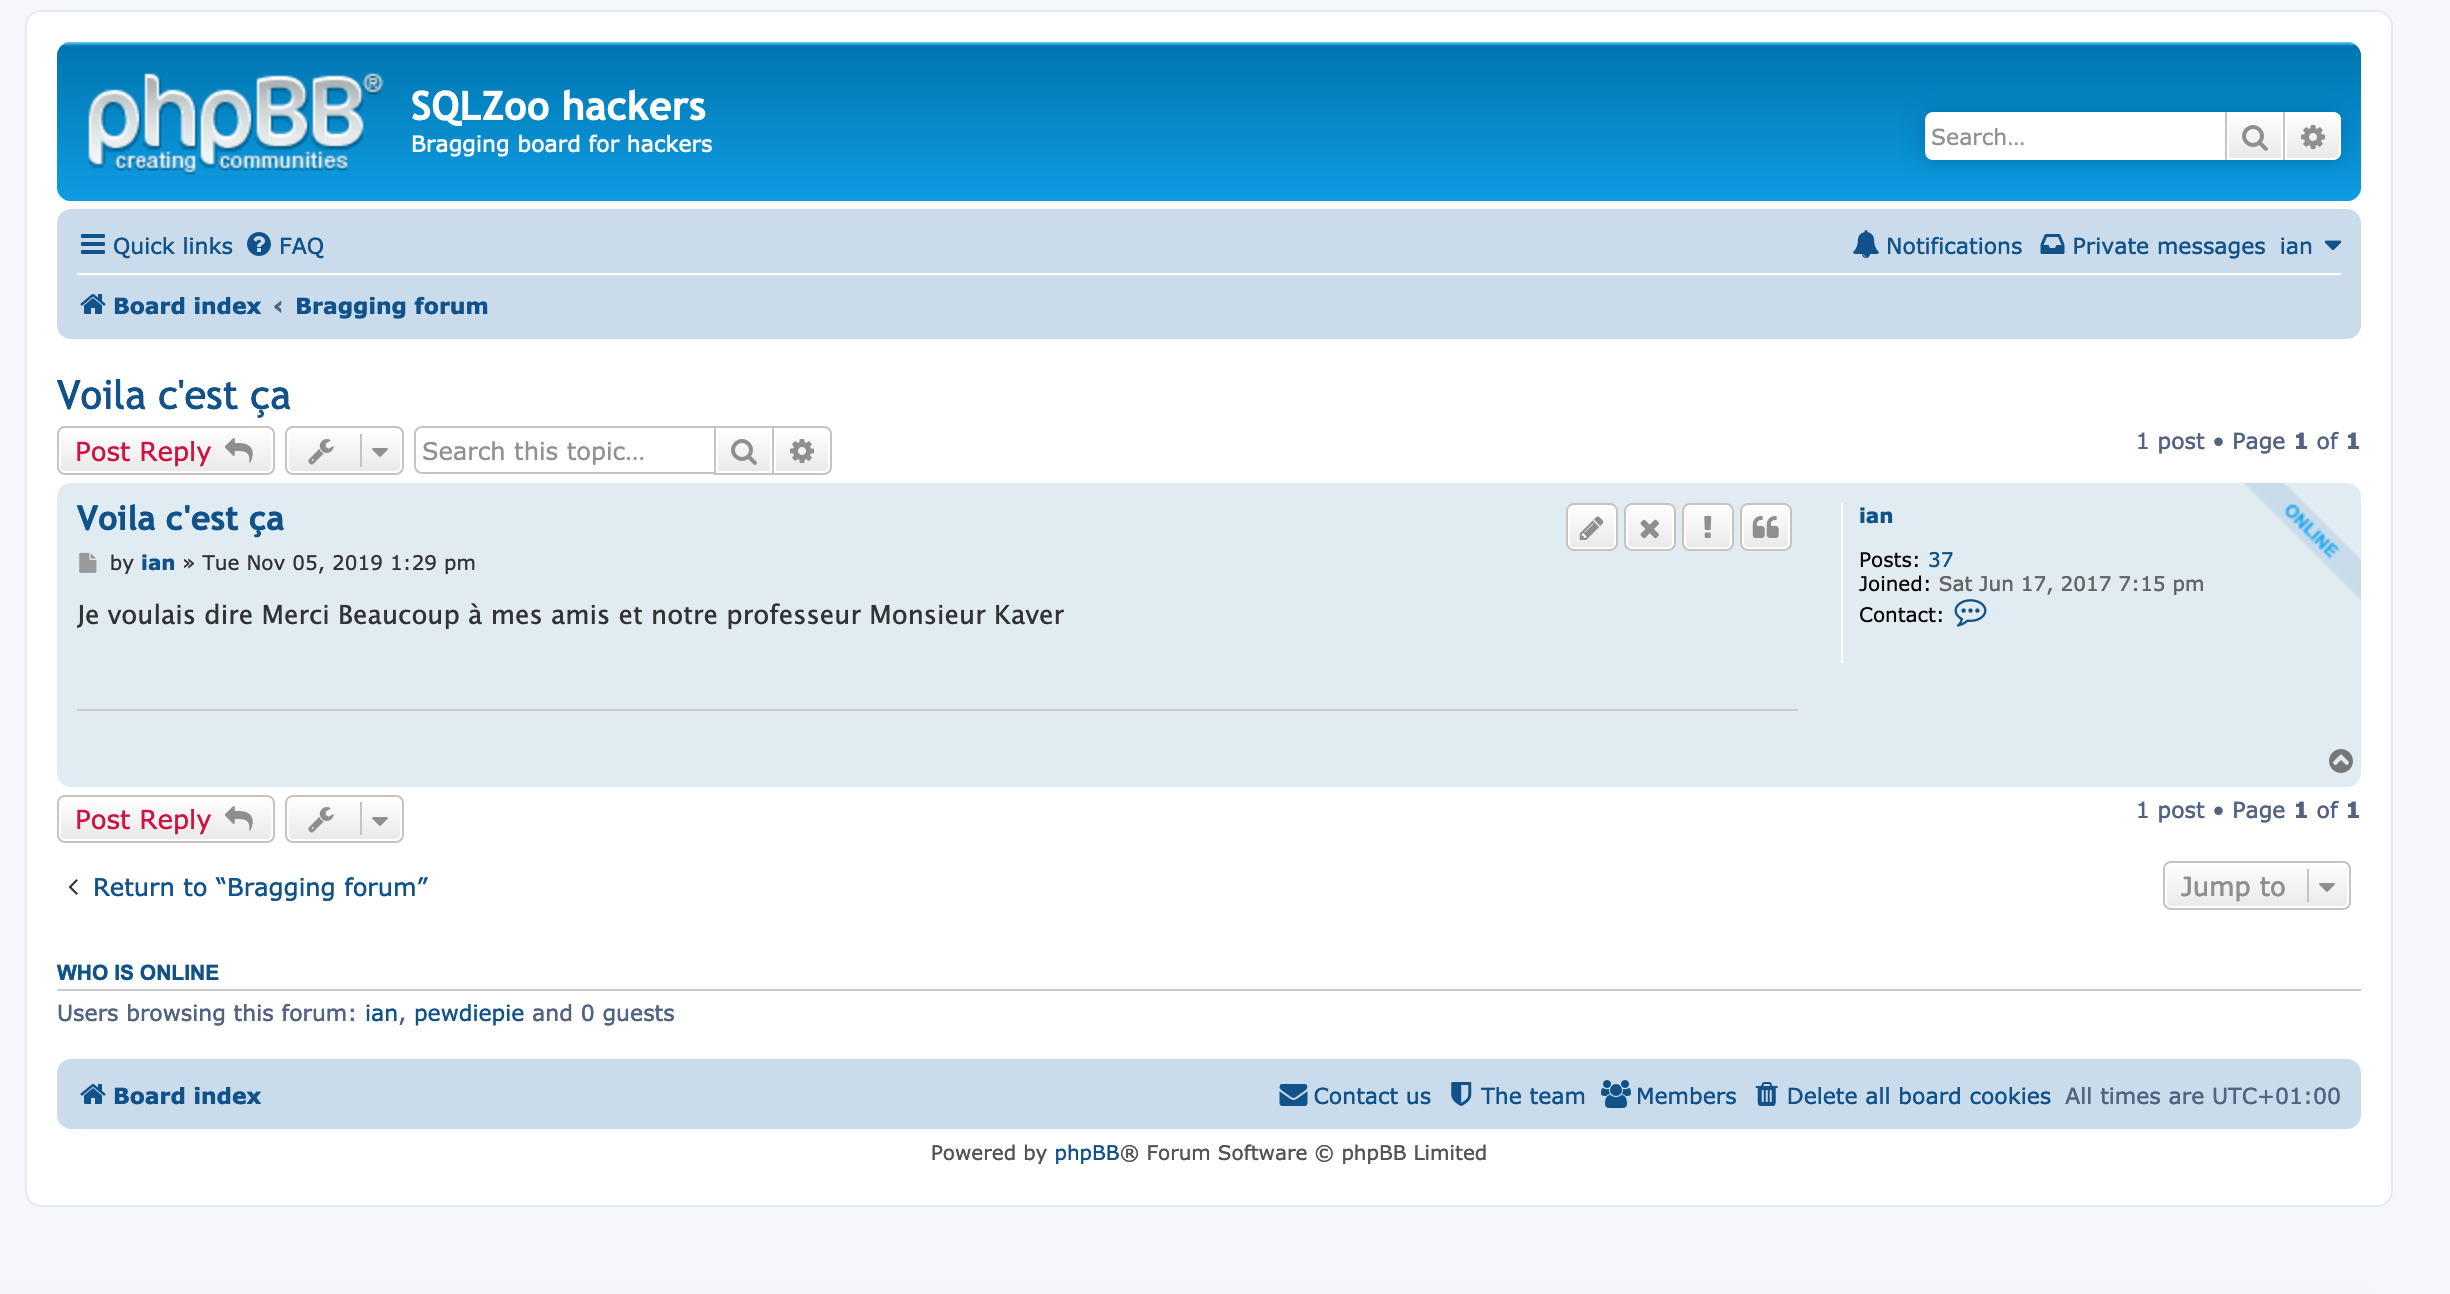 phpBB®
creating communities
SQLZoo hackers
Bragging board for hackers
Search…
Quick links FAQ
Notifications Private messages ian
Board index ‹ Bragging forum
Voila c'est ça
Post Reply
Search this topic…
1 post • Page 1 of 1
Voila c'est ça
by ian » Tue Nov 05, 2019 1:29 pm
Je voulais dire Merci Beaucoup à mes amis et notre professeur Monsieur Kaver
ian
ONLINE
Posts: 37
Joined: Sat Jun 17, 2017 7:15 pm
Contact:
Post Reply
1 post • Page 1 of 1
Return to “Bragging forum”
Jump to
WHO IS ONLINE
Users browsing this forum: ian, pewdiepie and 0 guests
Board index
Contact us The team Members Delete all board cookies All times are UTC+01:00
Powered by phpBB® Forum Software © phpBB Limited